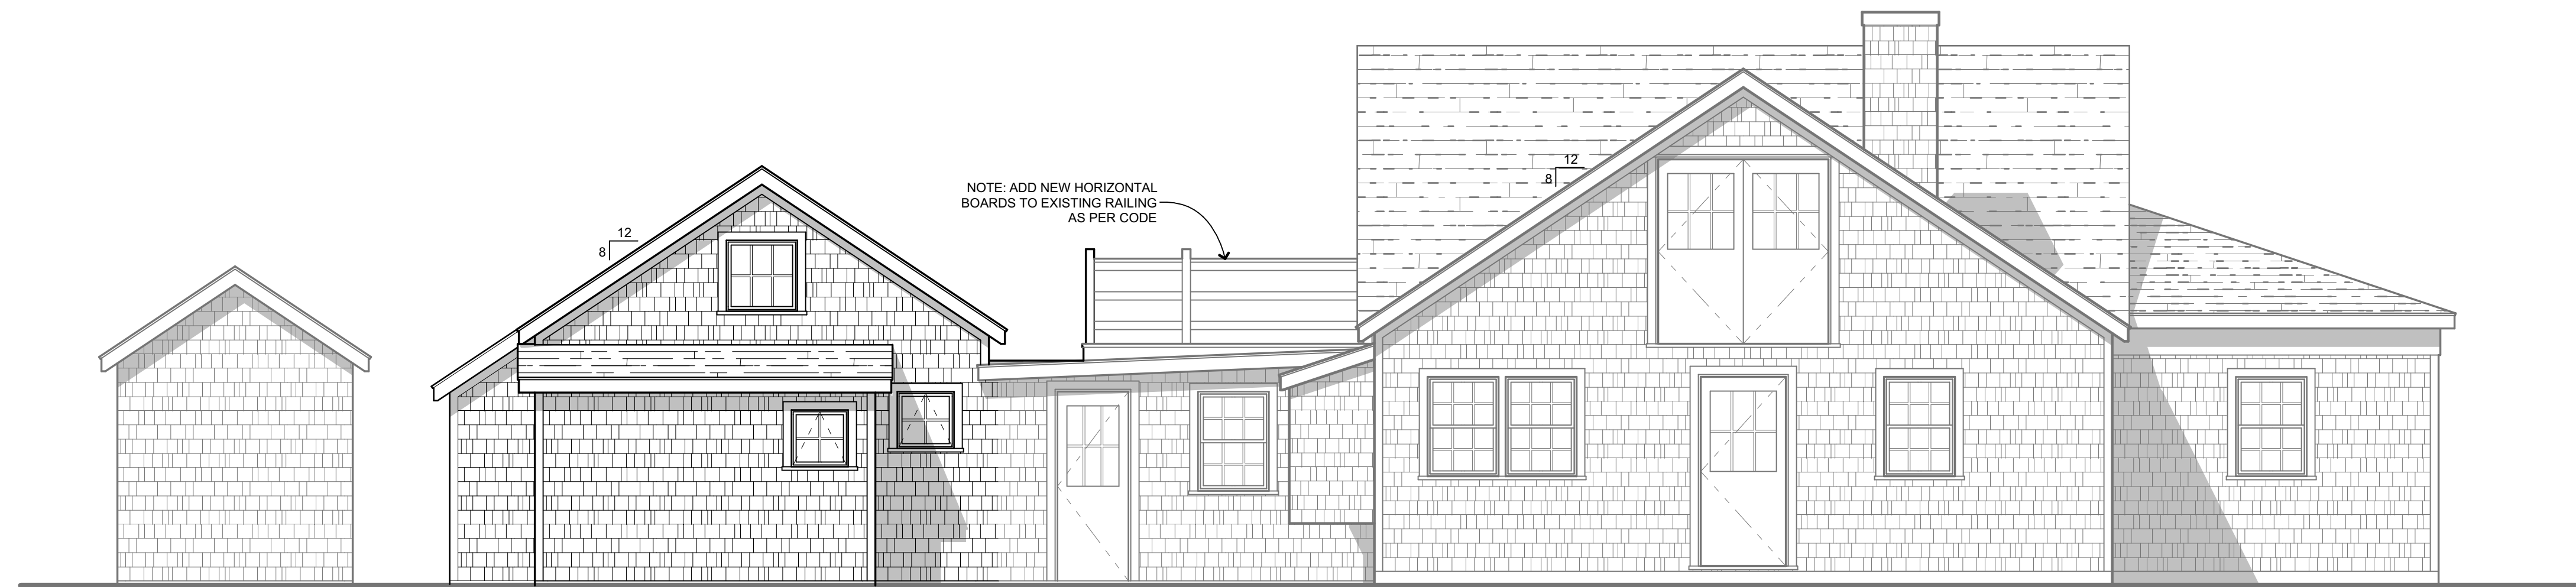 12
8
NOTE: ADD NEW HORIZONTAL
BOARDS TO EXISTING RAILING
AS PER CODE
12
8